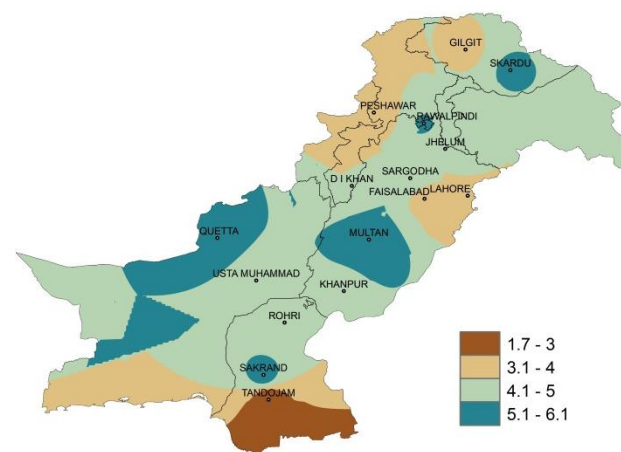 GILGIT
SKARDU
PESHAWAR
RAWALPINDI
JHELUM
SARGODHA
D I KHAN
FAISALABAD
LAHORE
QUETTA
MULTAN
USTA MUHAMMAD
KHANPUR
ROHRI
SAKRAND
TANDOJAM
1.7 - 3
3.1 - 4
4.1 - 5
5.1 - 6.1